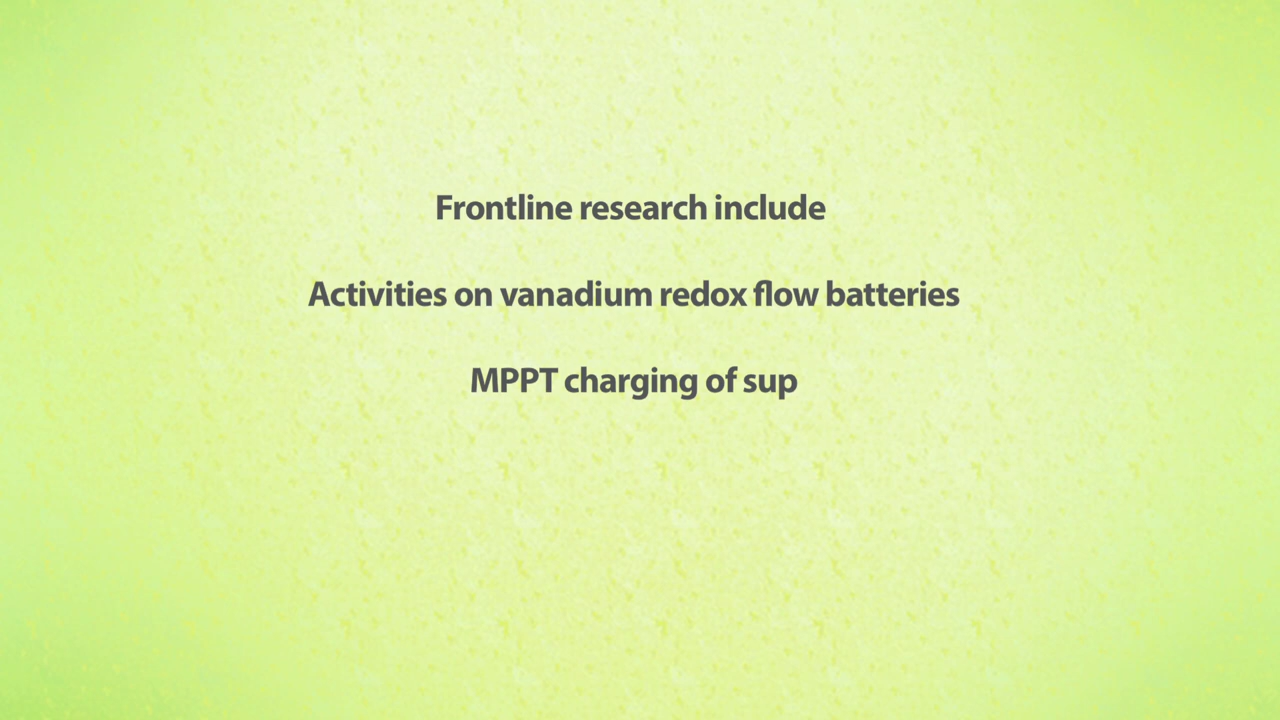 Frontline research include
Activities on vanadium redox flow batteries
MPPT charging of sup